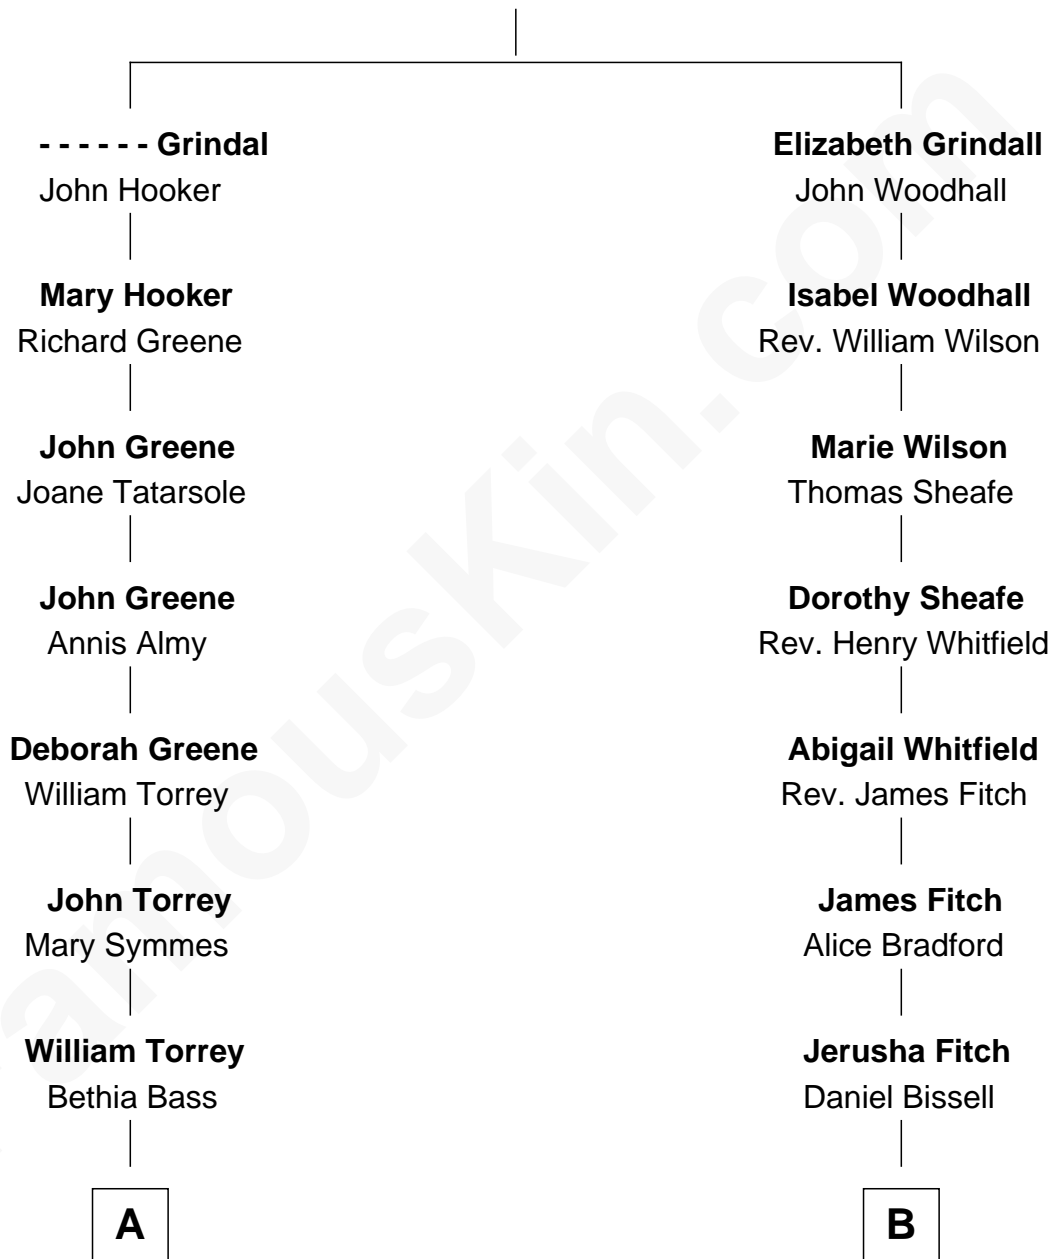 - - - - - - Grindal
John Hooker
Mary Hooker
Richard Greene
John Greene
Joane Tatarsole
John Greene
Annis Almy
Deborah Greene
William Torrey
John Torrey
Mary Symmes
William Torrey
Bethia Bass
A
Elizabeth Grindall
John Woodhall
Isabel Woodhall
Rev. William Wilson
Marie Wilson
Thomas Sheafe
Dorothy Sheafe
Rev. Henry Whitfield
Abigail Whitfield
Rev. James Fitch
James Fitch
Alice Bradford
Jerusha Fitch
Daniel Bissell
B
famousKin.com